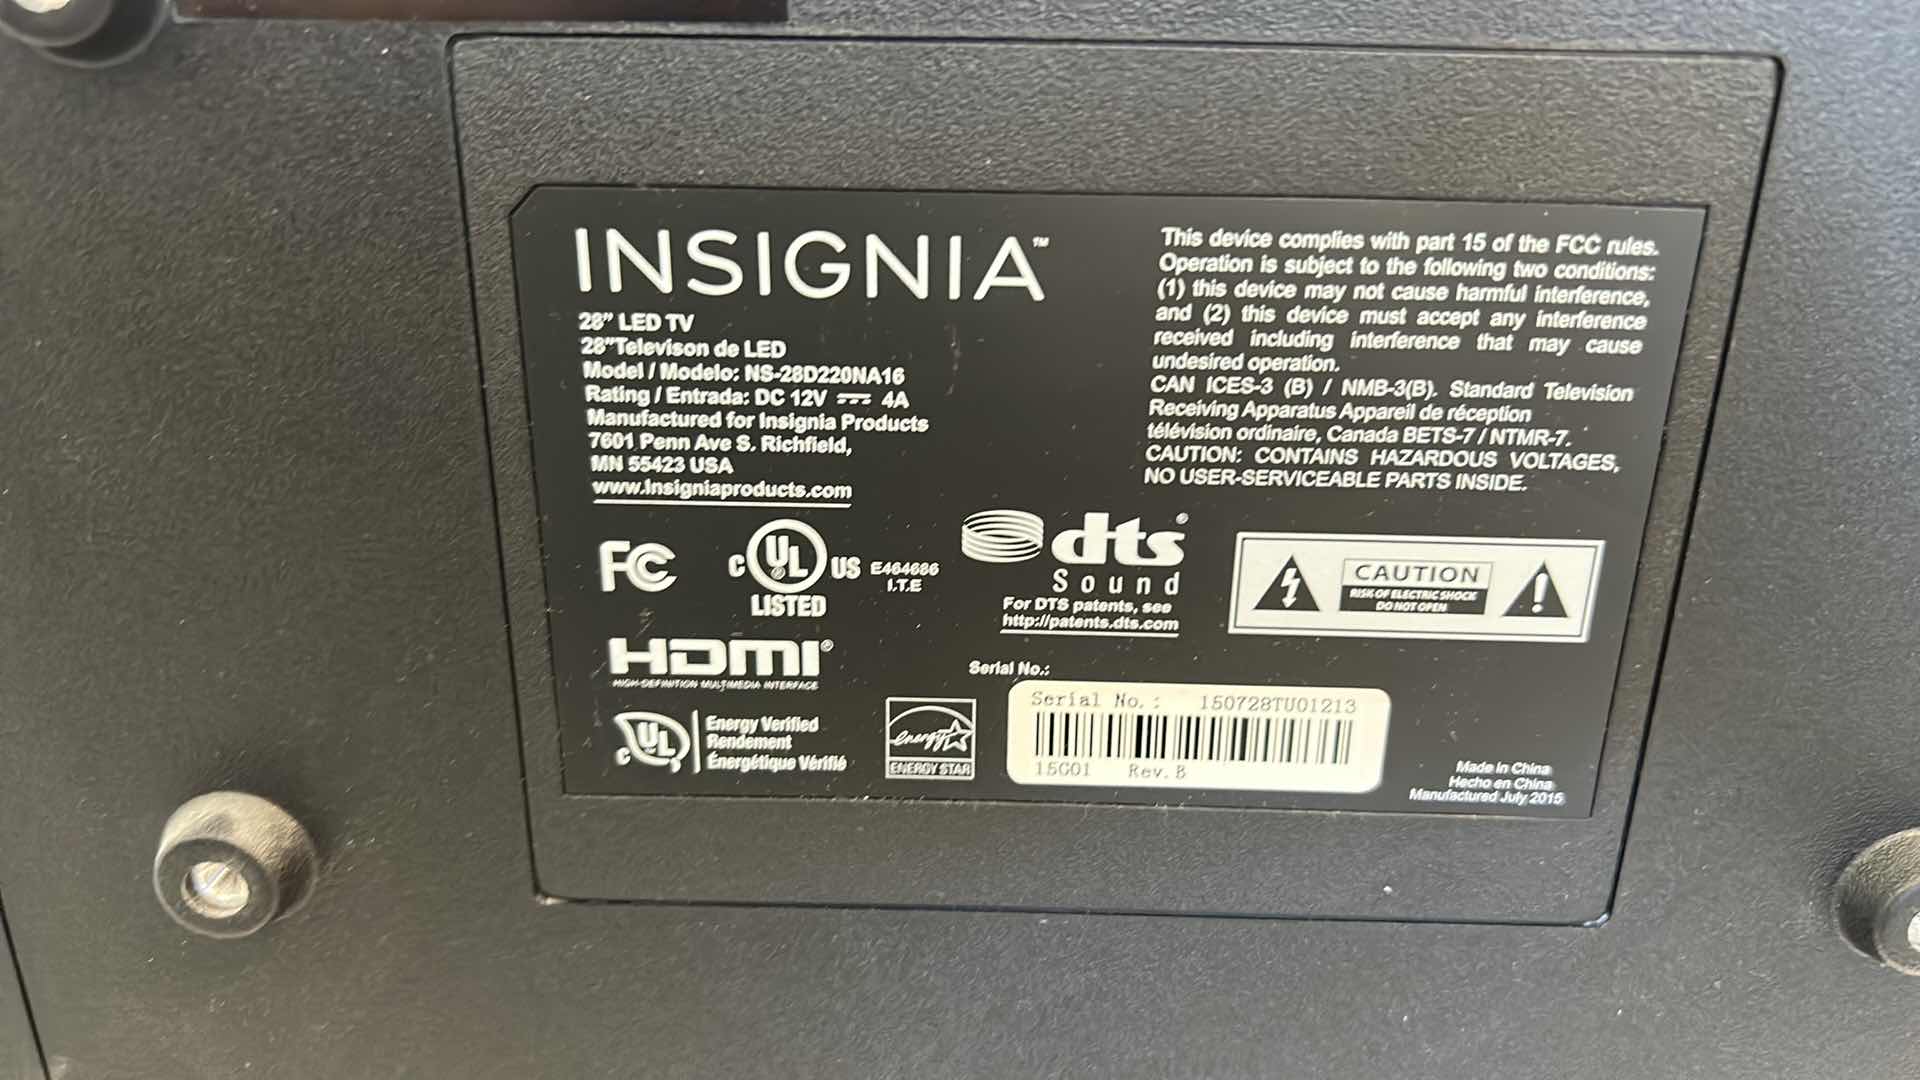 INSIGNIA™
28" LED TV
28"Televison de LED
Model / Modelo: NS-28D220NA16
Rating / Entrada: DC 12V ⎓ 4A
Manufactured for Insignia Products
7601 Penn Ave S. Richfield,
MN 55423 USA
www.Insigniaproducts.com
This device complies with part 15 of the FCC rules.
Operation is subject to the following two conditions:
(1) this device may not cause harmful interference,
and (2) this device must accept any interference
received including interference that may cause
undesired operation.
CAN ICES-3 (B) / NMB-3(B). Standard Television
Receiving Apparatus Appareil de réception
télévision ordinaire, Canada BETS-7 / NTMR-7.
CAUTION: CONTAINS HAZARDOUS VOLTAGES,
NO USER-SERVICEABLE PARTS INSIDE.
FC
c UL® US
LISTED
E464686
I.T.E
dts®
Sound
For DTS patents, see
http://patents.dts.com
CAUTION
RISK OF ELECTRIC SHOCK
DO NOT OPEN
HDMI®
HIGH-DEFINITION MULTIMEDIA INTERFACE
c UL
Energy Verified
Rendement
Énergétique Vérifié
energy
ENERGY STAR
Serial No.:
Serial No.: 150728TU01213
15G01 Rev.B
Made in China
Hecho en China
Manufactured July 2015